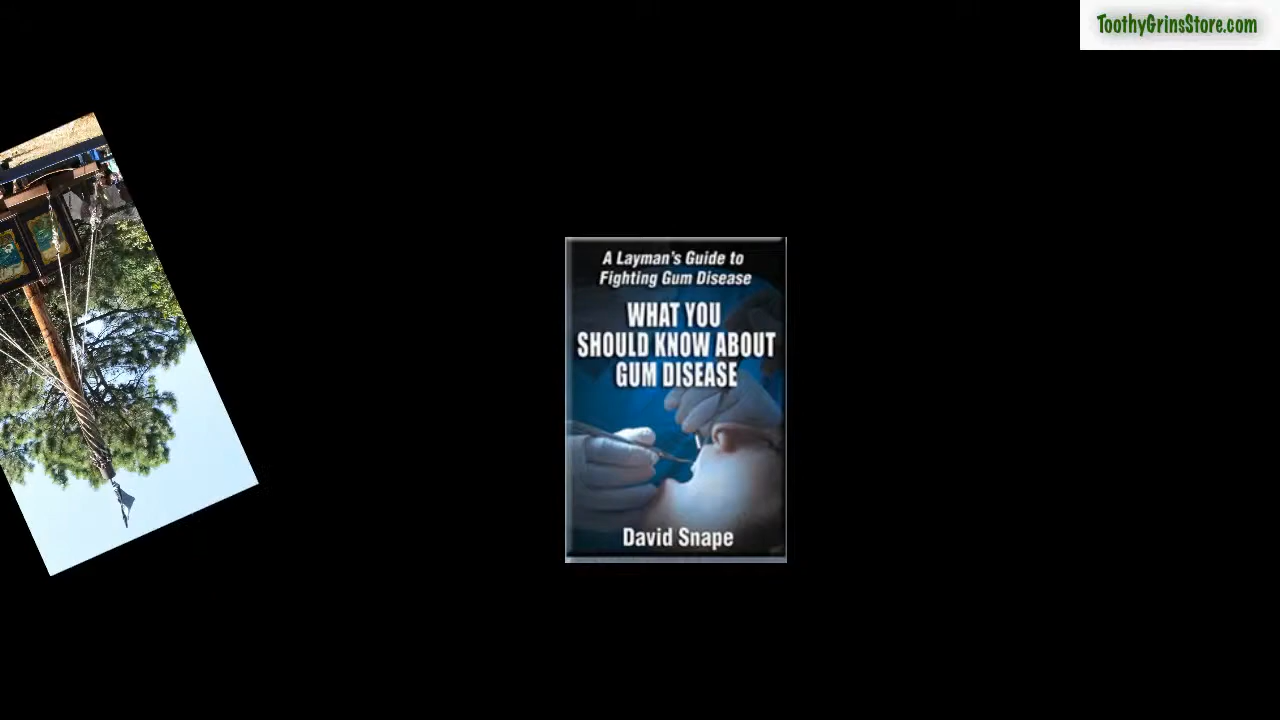 ToothyGrinsStore.com
A Layman's Guide to
Fighting Gum Disease
WHAT YOU
SHOULD KNOW ABOUT
GUM DISEASE
David Snape